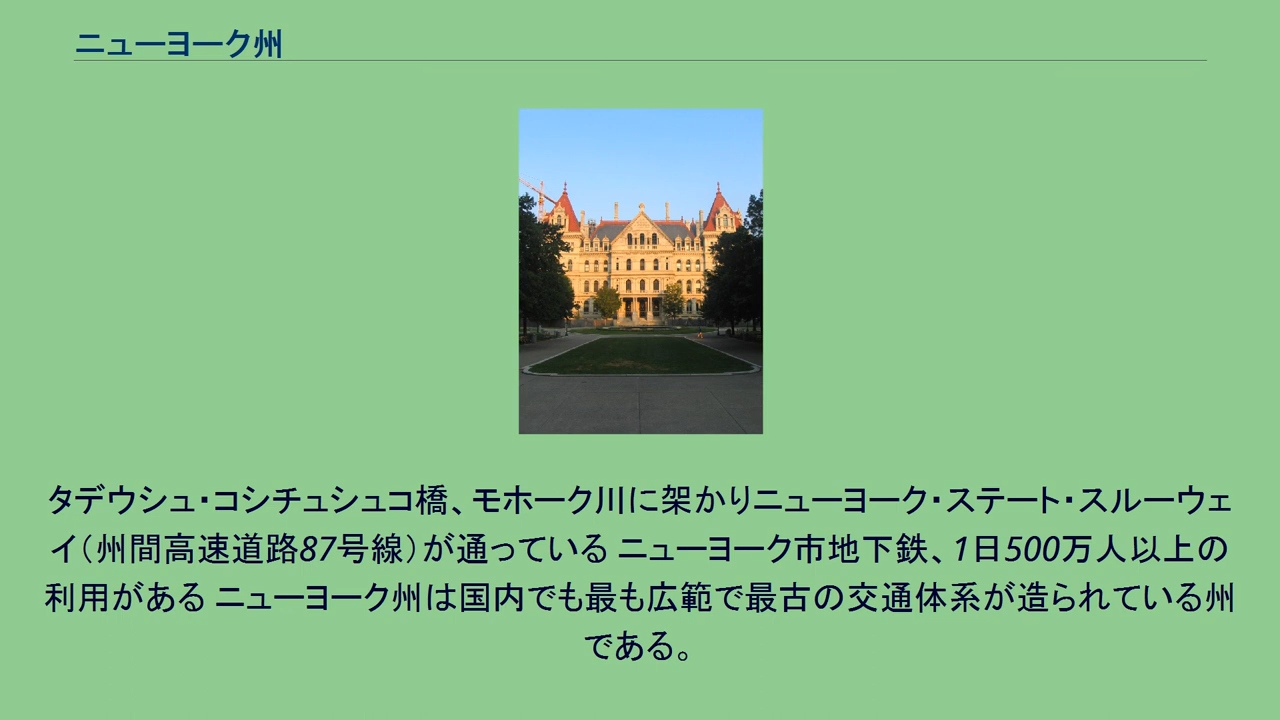 ニューヨーク州
タデウシュ・コシチュシュコ橋、モホーク川に架かりニューヨーク・ステート・スルーウェ
イ（州間高速道路87号線）が通っている ニューヨーク市地下鉄、1日500万人以上の
利用がある ニューヨーク州は国内でも最も広範で最古の交通体系が造られている州
である。